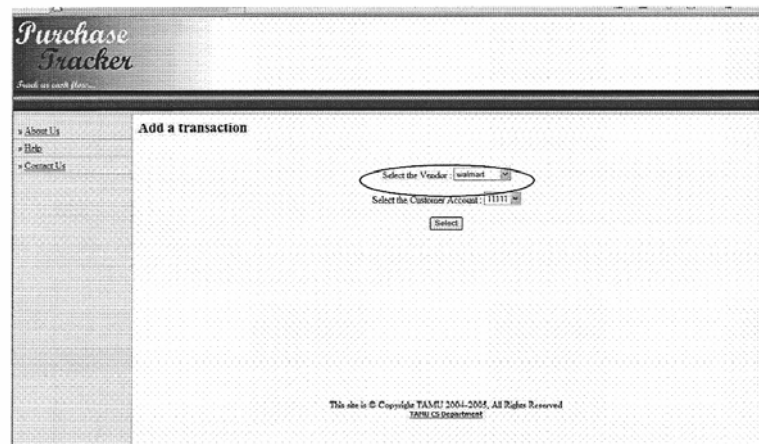 Purchase
Tracker
» About Us
» Help
» Contact Us
Add a transaction
Select the Vendor : walmart
Select the Customer Account : 11111
Select
This site is © Copyright TAMU 2004-2005, All Rights Reserved
TAMU CS Department